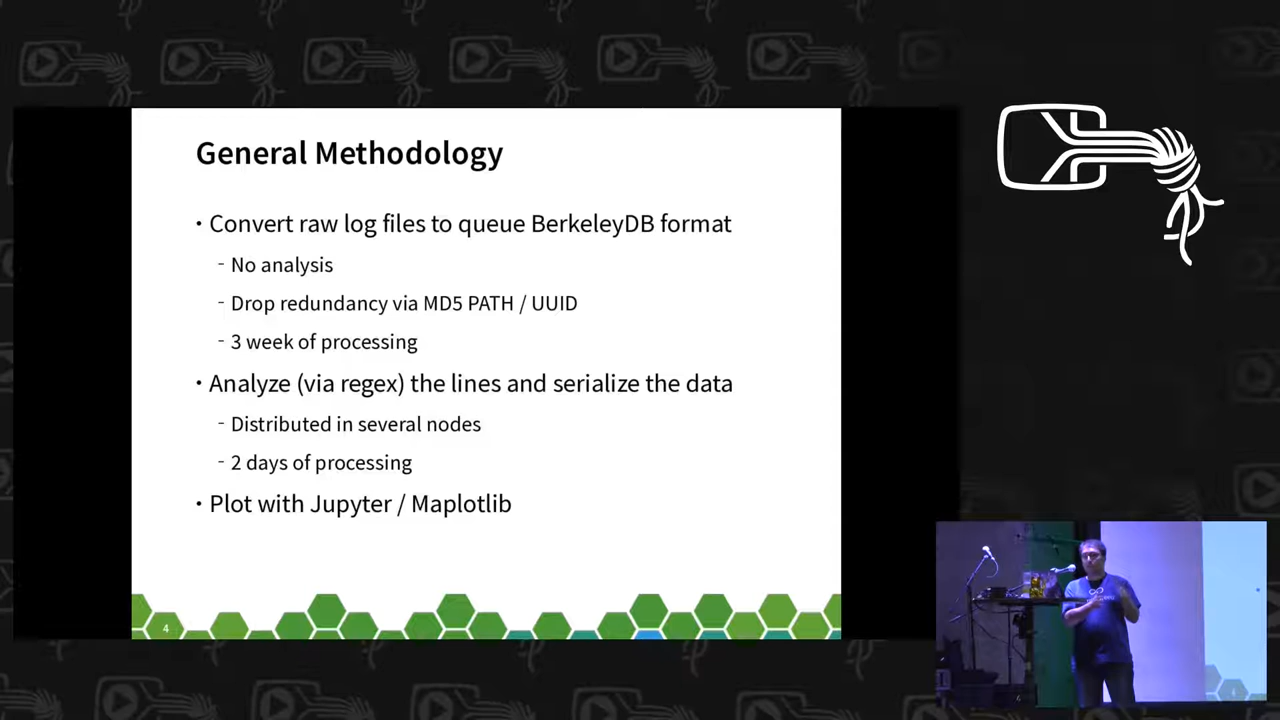 General Methodology
• Convert raw log files to queue BerkeleyDB format
- No analysis
- Drop redundancy via MD5 PATH / UUID
- 3 week of processing
• Analyze (via regex) the lines and serialize the data
- Distributed in several nodes
- 2 days of processing
• Plot with Jupyter / Maplotlib
4